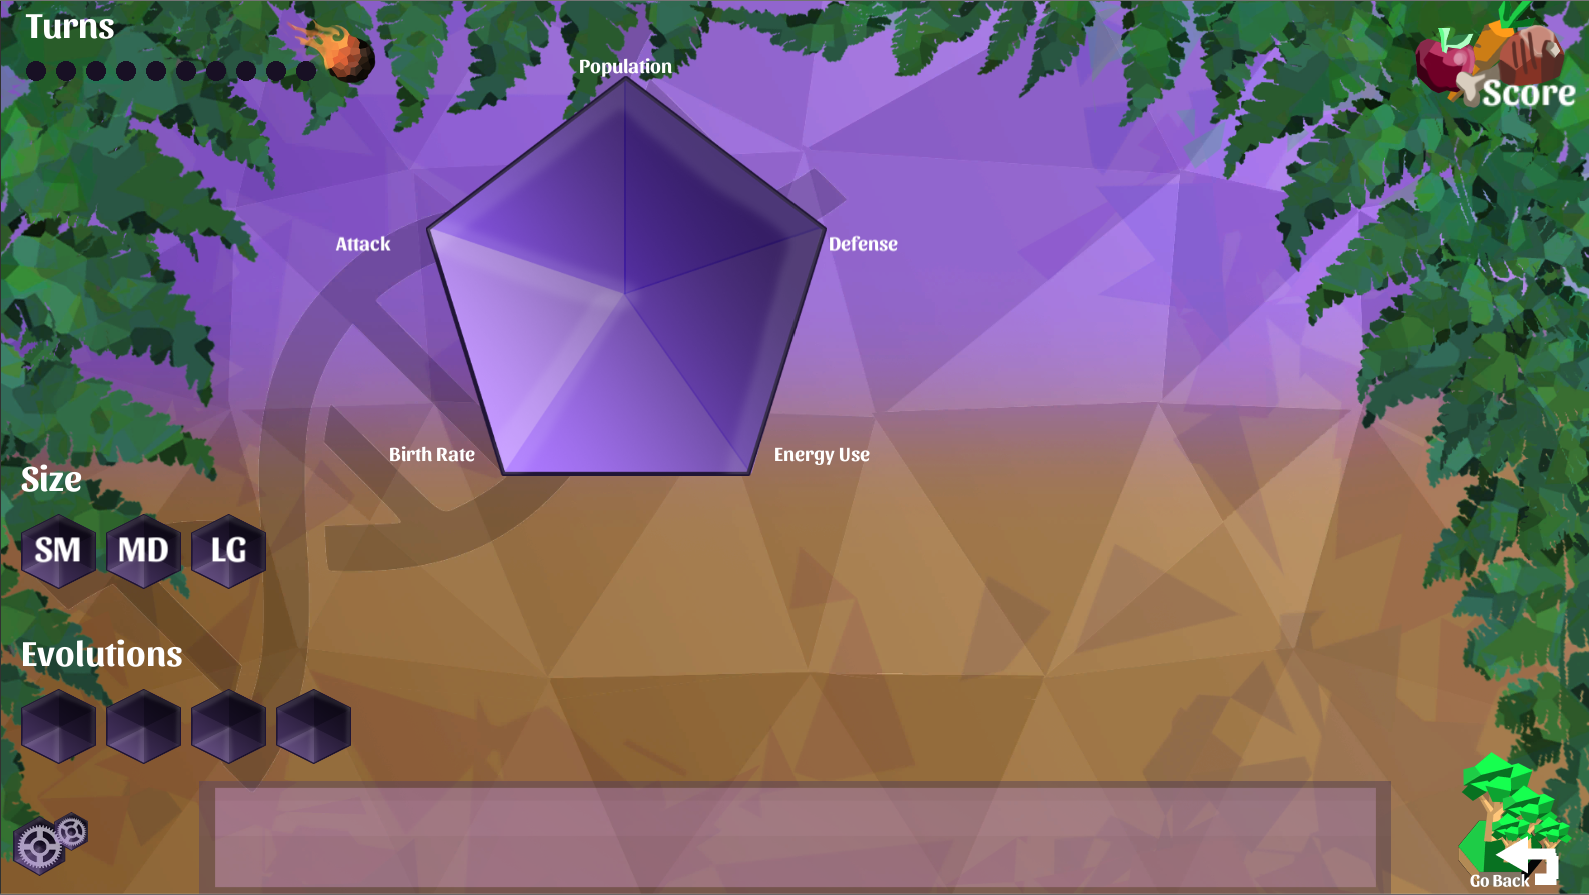 Turns
Population
Score
Attack
Defense
Birth Rate
Energy Use
Size
SM MD LG
Evolutions
Go Back